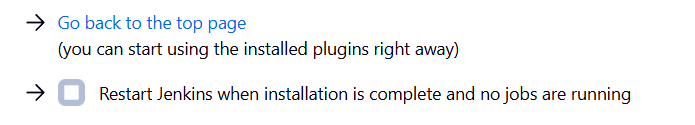 Go back to the top page
(you can start using the installed plugins right away)
Restart Jenkins when installation is complete and no jobs are running